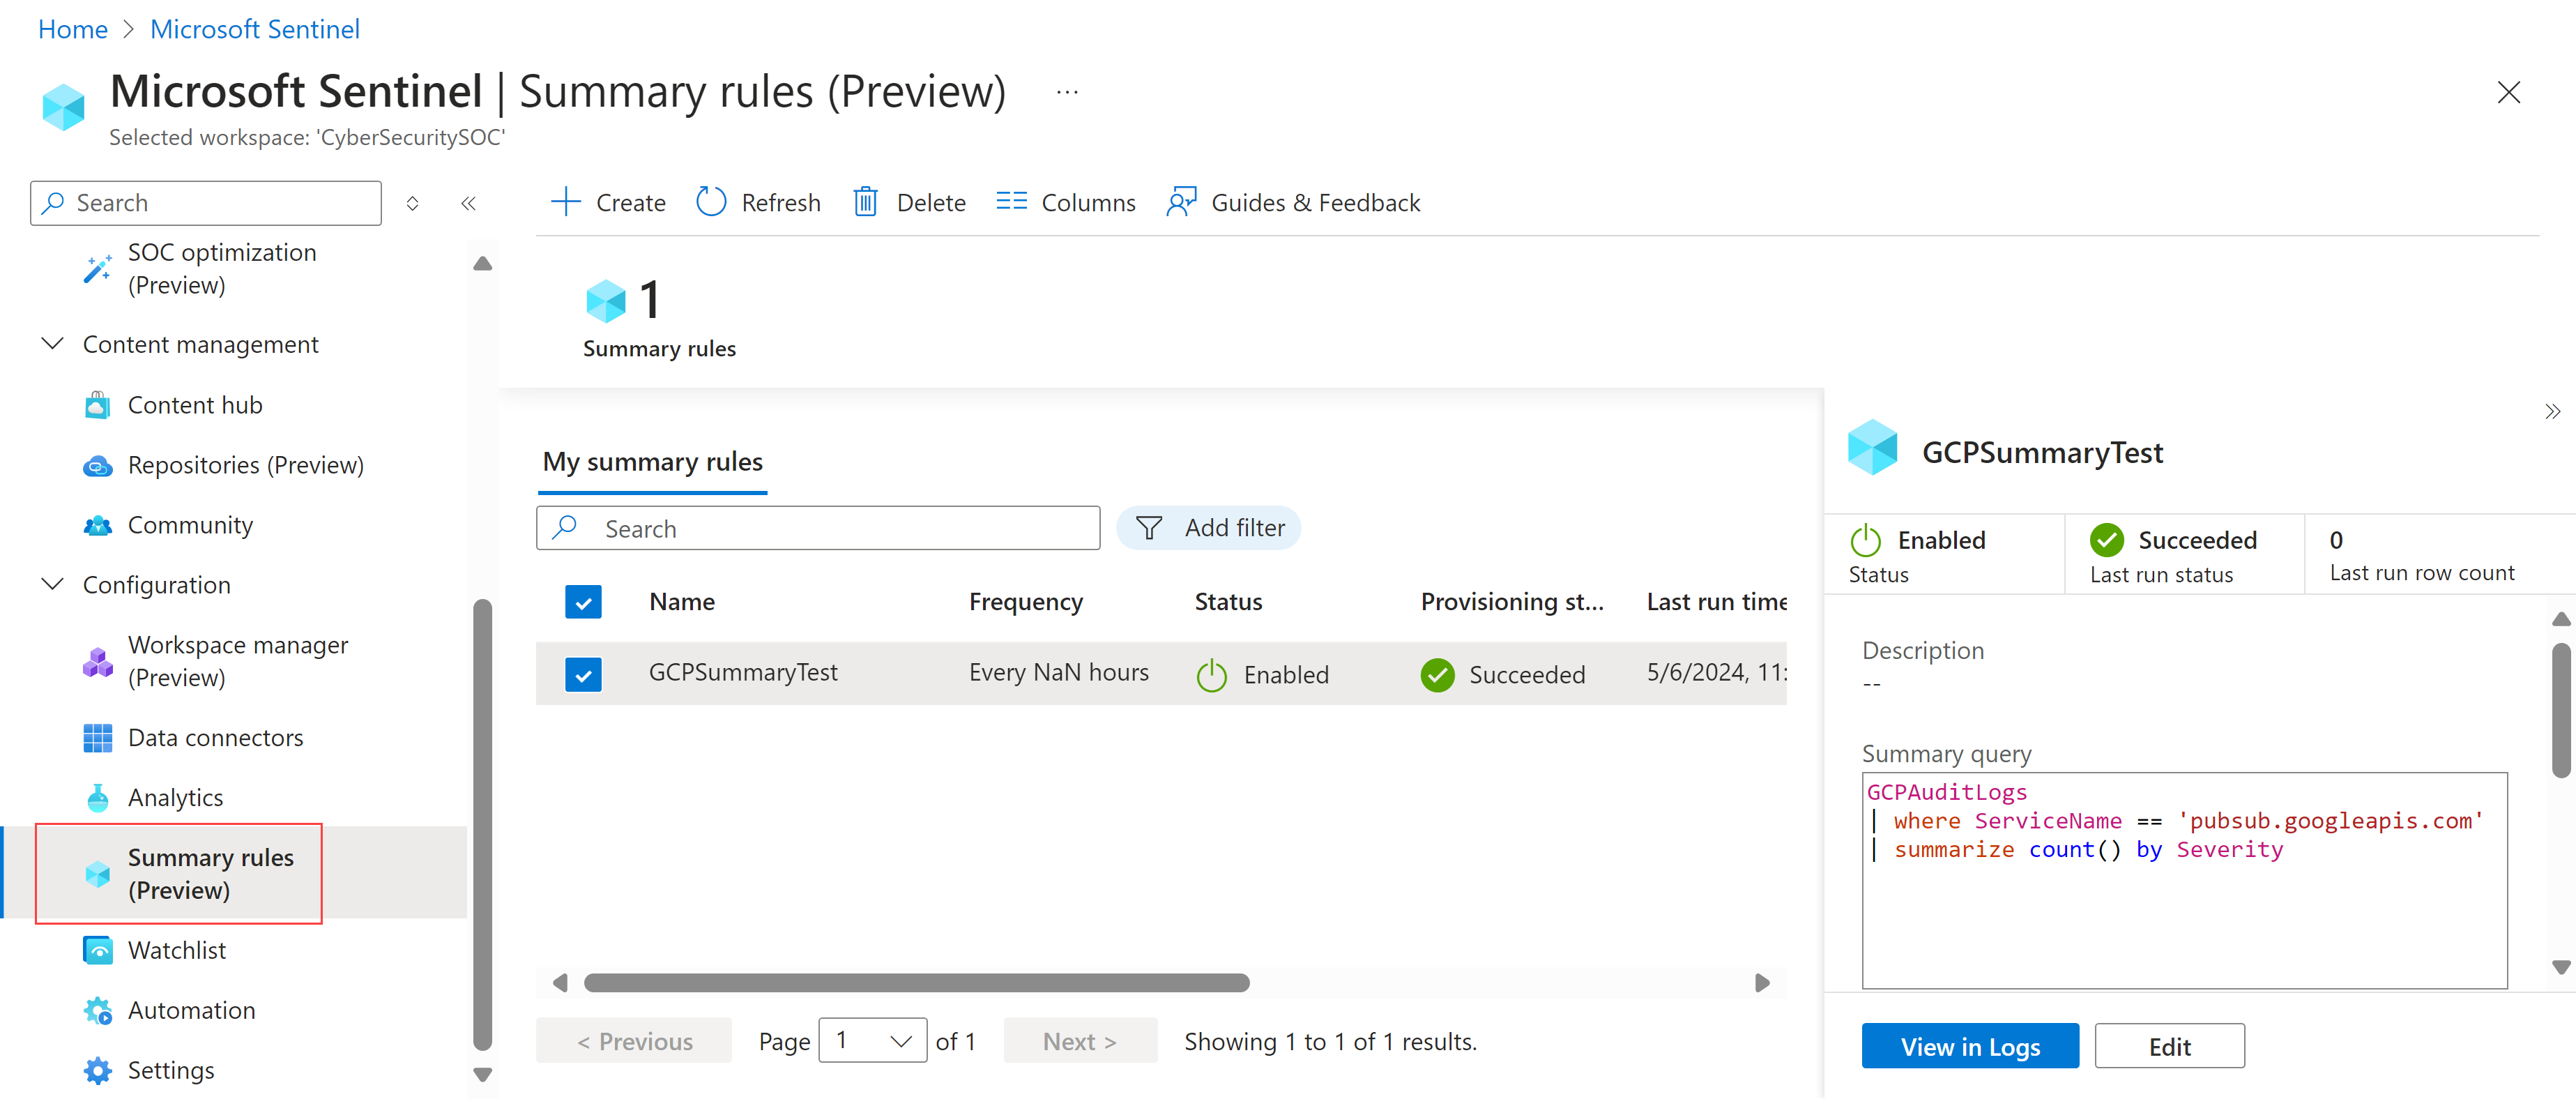 Home > Microsoft Sentinel
Microsoft Sentinel | Summary rules (Preview) ...
Selected workspace: 'CyberSecuritySOC'
Search
SOC optimization
(Preview)
Content management
Content hub
Repositories (Preview)
Community
Configuration
Workspace manager
(Preview)
Data connectors
Analytics
Summary rules
(Preview)
Watchlist
Automation
Settings
Create Refresh Delete Columns Guides & Feedback
1
Summary rules
My summary rules
Search Add filter
Name Frequency Status Provisioning st... Last run time
GCPSummaryTest Every NaN hours Enabled Succeeded 5/6/2024, 11:
< Previous Page 1 of 1 Next > Showing 1 to 1 of 1 results.
GCPSummaryTest
Enabled
Status
Succeeded
Last run status
0
Last run row count
Description
--
Summary query
GCPAuditLogs
| where ServiceName == 'pubsub.googleapis.com'
| summarize count() by Severity
View in Logs Edit